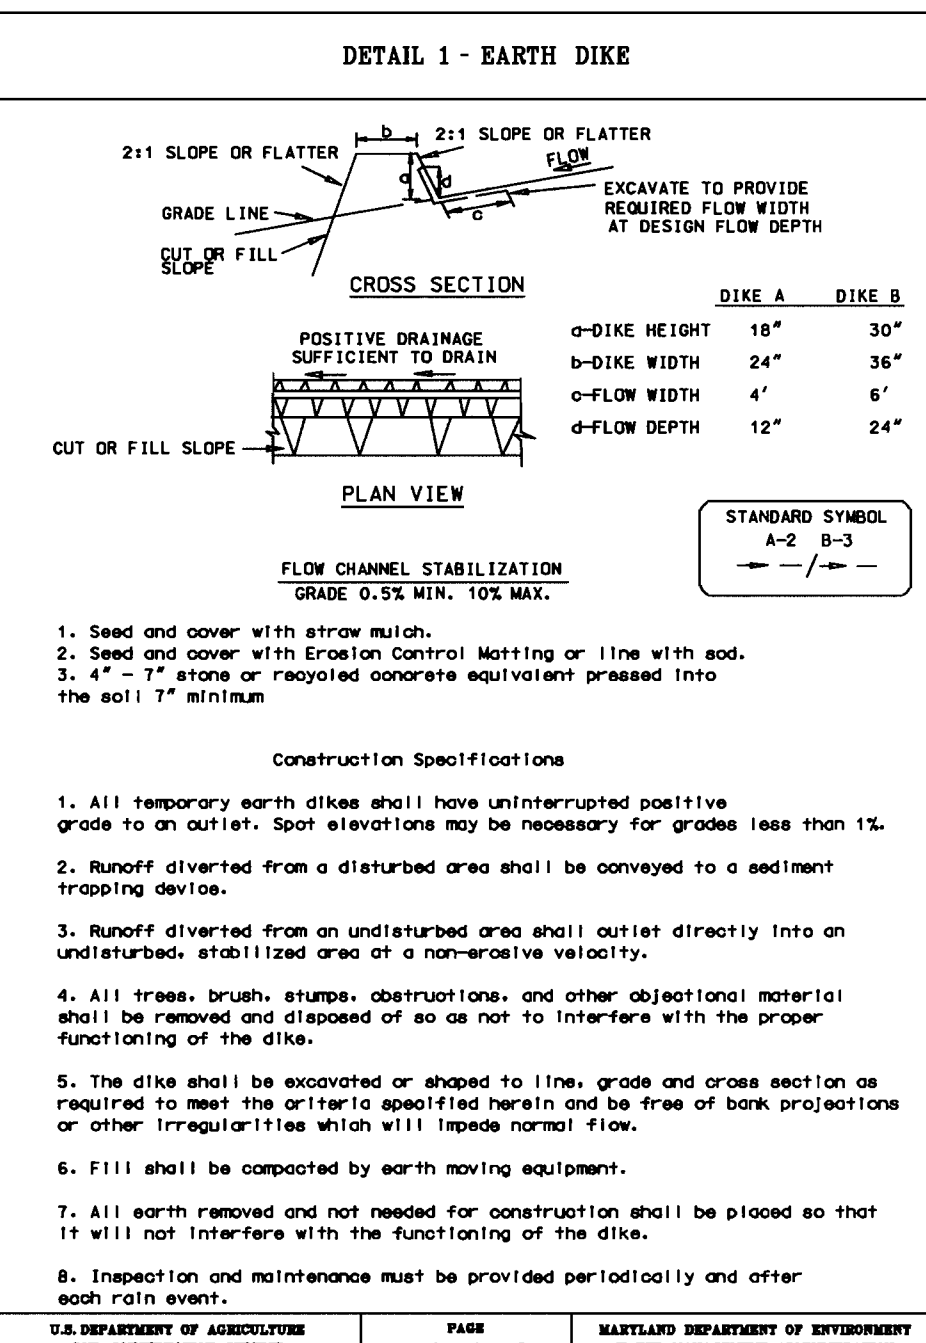 DETAIL 1 - EARTH DIKE
b
2:1 SLOPE OR FLATTER
2:1 SLOPE OR FLATTER
FLOW
a
d
EXCAVATE TO PROVIDE
REQUIRED FLOW WIDTH
AT DESIGN FLOW DEPTH
GRADE LINE
c
CUT OR FILL
SLOPE
CROSS SECTION
DIKE A DIKE B
a-DIKE HEIGHT 18" 30"
b-DIKE WIDTH 24" 36"
c-FLOW WIDTH 4' 6'
d-FLOW DEPTH 12" 24"
POSITIVE DRAINAGE
SUFFICIENT TO DRAIN
CUT OR FILL SLOPE
PLAN VIEW
STANDARD SYMBOL
A-2 B-3
FLOW CHANNEL STABILIZATION
GRADE 0.5% MIN. 10% MAX.
1. Seed and cover with straw mulch.
2. Seed and cover with Erosion Control Matting or line with sod.
3. 4" - 7" stone or recycled concrete equivalent pressed into
the soil 7" minimum
Construction Specifications
1. All temporary earth dikes shall have uninterrupted positive
grade to an outlet. Spot elevations may be necessary for grades less than 1%.
2. Runoff diverted from a disturbed area shall be conveyed to a sediment
trapping device.
3. Runoff diverted from an undisturbed area shall outlet directly into an
undisturbed, stabilized area at a non-erosive velocity.
4. All trees, brush, stumps, obstructions, and other objectional material
shall be removed and disposed of so as not to interfere with the proper
functioning of the dike.
5. The dike shall be excavated or shaped to line, grade and cross section as
required to meet the criteria specified herein and be free of bank projections
or other irregularities which will impede normal flow.
6. Fill shall be compacted by earth moving equipment.
7. All earth removed and not needed for construction shall be placed so that
it will not interfere with the functioning of the dike.
8. Inspection and maintenance must be provided periodically and after
each rain event.
U.S. DEPARTMENT OF AGRICULTURE
PAGE
MARYLAND DEPARTMENT OF ENVIRONMENT